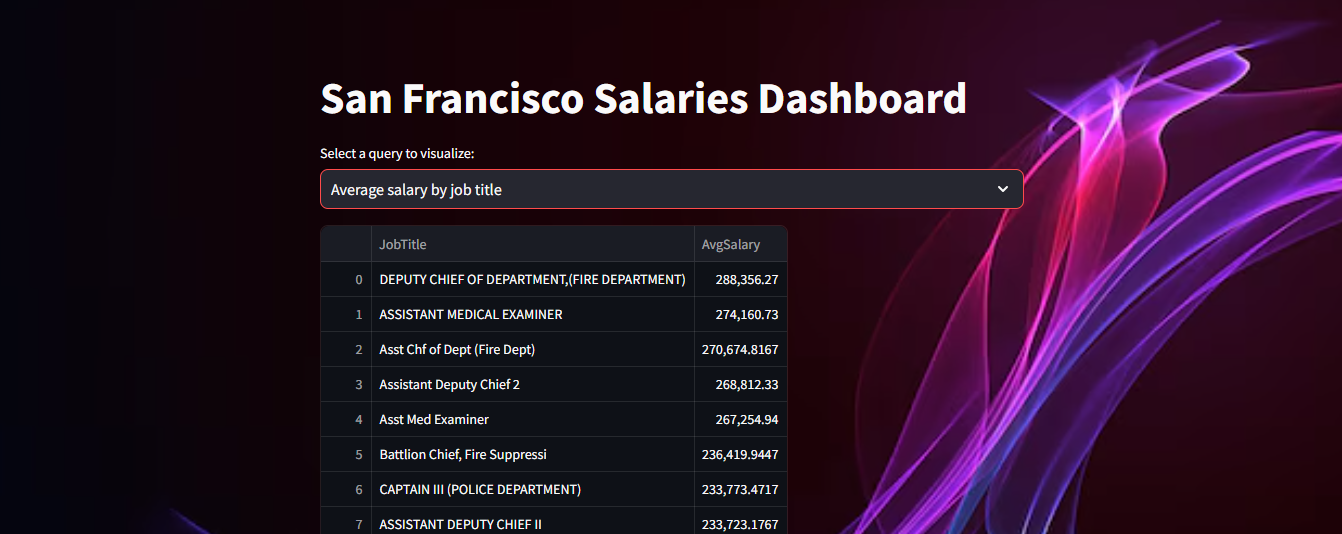 San Francisco Salaries Dashboard
Select a query to visualize:
Average salary by job title
JobTitle AvgSalary
0 DEPUTY CHIEF OF DEPARTMENT,(FIRE DEPARTMENT) 288,356.27
1 ASSISTANT MEDICAL EXAMINER 274,160.73
2 Asst Chf of Dept (Fire Dept) 270,674.8167
3 Assistant Deputy Chief 2 268,812.33
4 Asst Med Examiner 267,254.94
5 Battlion Chief, Fire Suppressi 236,419.9447
6 CAPTAIN III (POLICE DEPARTMENT) 233,773.4717
7 ASSISTANT DEPUTY CHIEF II 233,723.1767